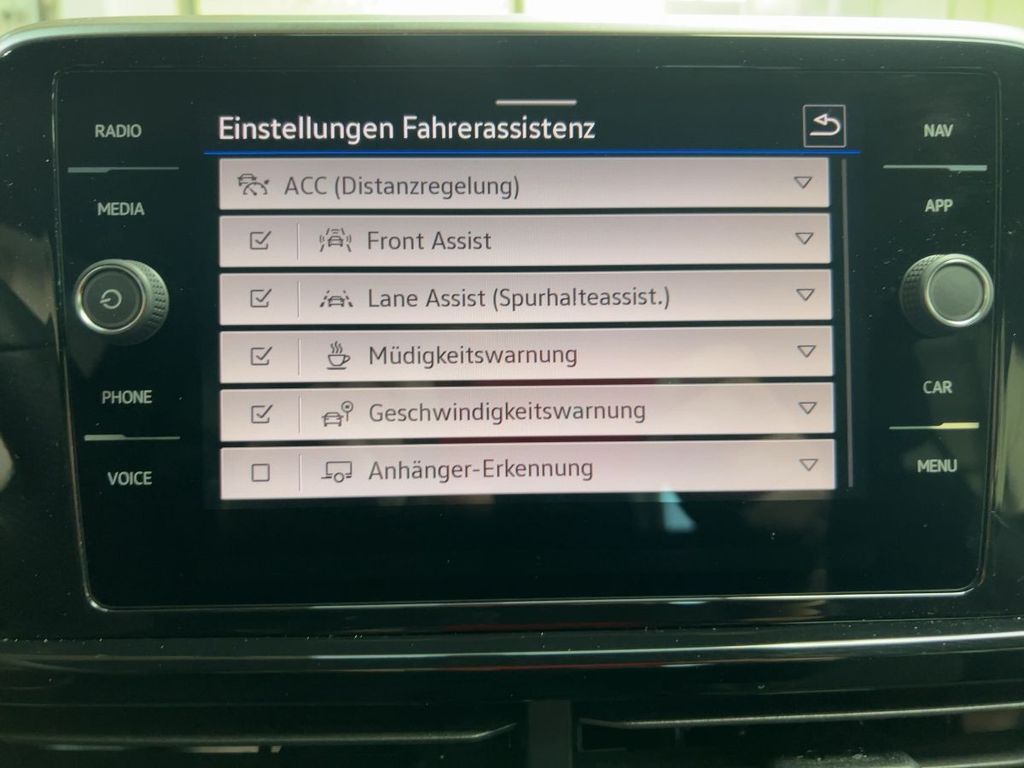 RADIO
MEDIA
PHONE
VOICE
Einstellungen Fahrerassistenz
ACC (Distanzregelung)
Front Assist
Lane Assist (Spurhalteassist.)
Müdigkeitswarnung
Geschwindigkeitswarnung
Anhänger-Erkennung
NAV
APP
CAR
MENU